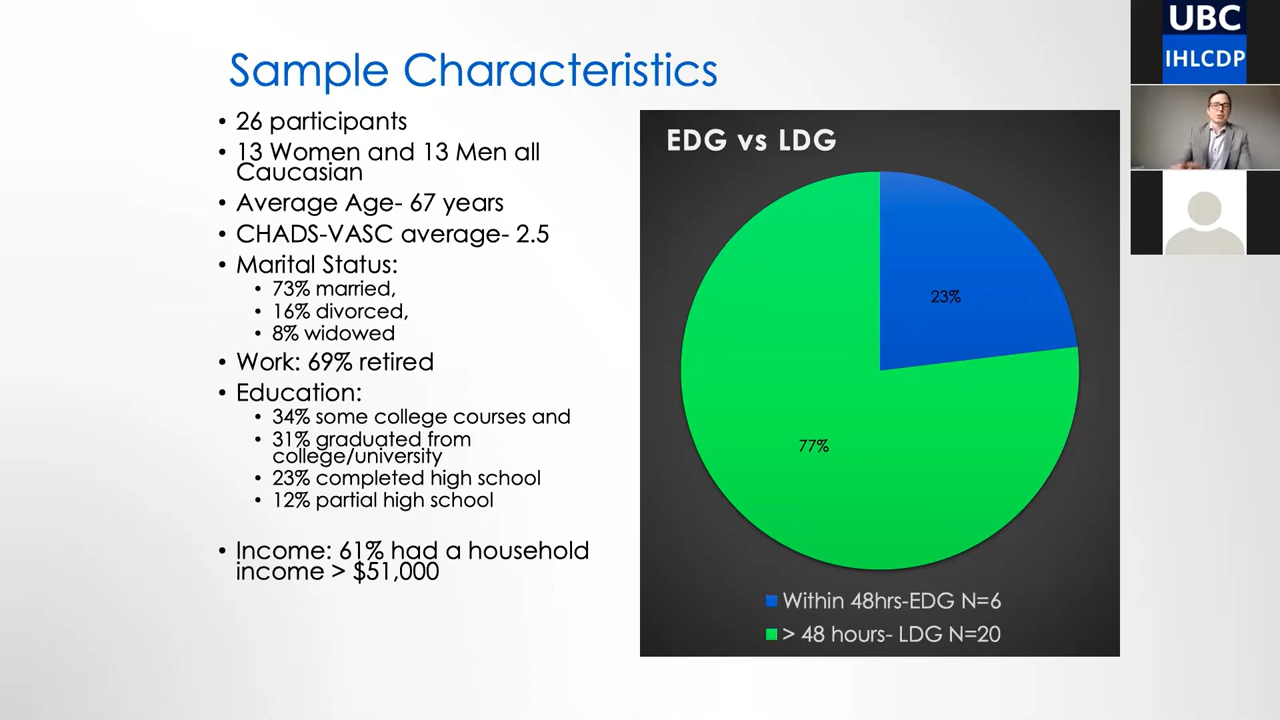 Sample Characteristics
• 26 participants
• 13 Women and 13 Men all
Caucasian
• Average Age- 67 years
• CHADS-VASC average- 2.5
• Marital Status:
• 73% married,
• 16% divorced,
• 8% widowed
• Work: 69% retired
• Education:
• 34% some college courses and
• 31% graduated from
college/university
• 23% completed high school
• 12% partial high school
• Income: 61% had a household
income > $51,000
EDG vs LDG
23%
77%
Within 48hrs-EDG N=6
> 48 hours- LDG N=20
UBC
IHLCDP